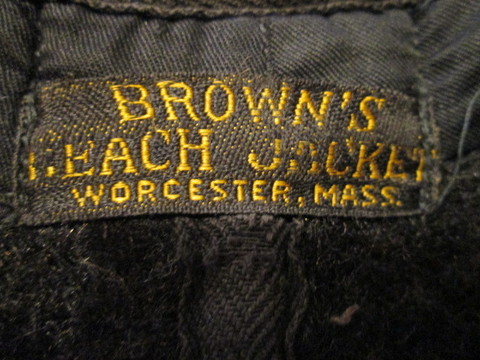 BROWN'S
BEACH JACKET
WORCESTER, MASS.